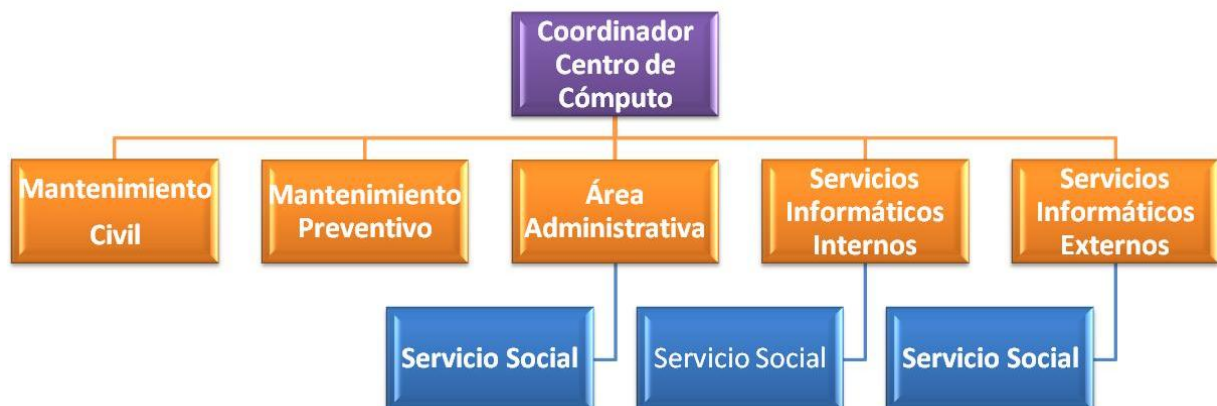 Coordinador
Centro de
Cómputo
Mantenimiento
Civil
Mantenimiento
Preventivo
Área
Administrativa
Servicios
Informáticos
Internos
Servicios
Informáticos
Externos
Servicio Social
Servicio Social
Servicio Social